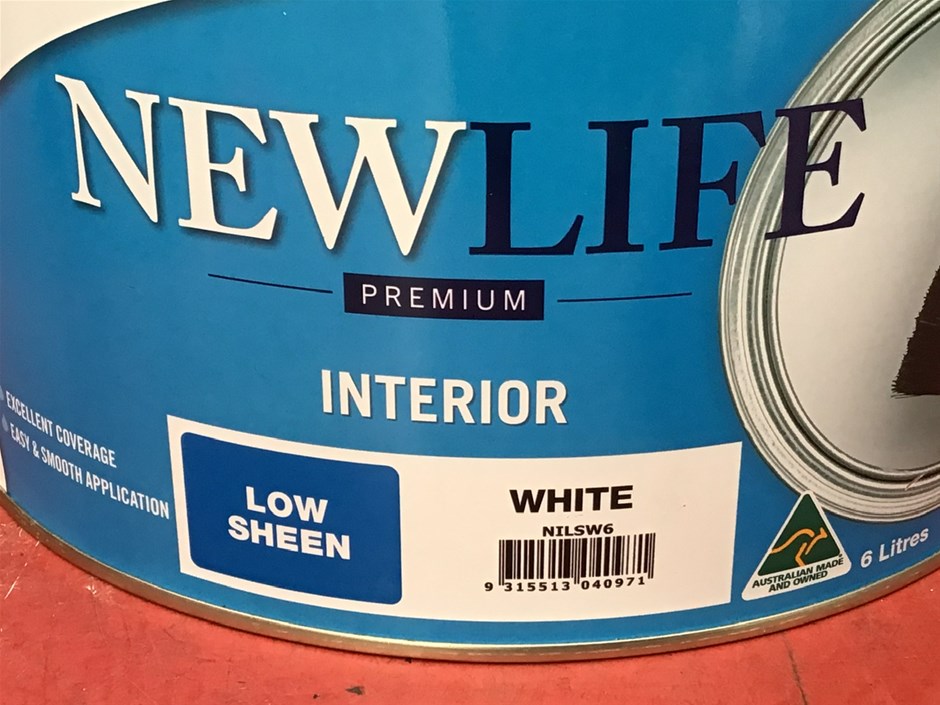 NEWLIFE
PREMIUM
INTERIOR
EXCELLENT COVERAGE
EASY & SMOOTH APPLICATION
LOW
SHEEN
WHITE
NILSW6
9 315513 040971
AUSTRALIAN MADE
AND OWNED
6 Litres